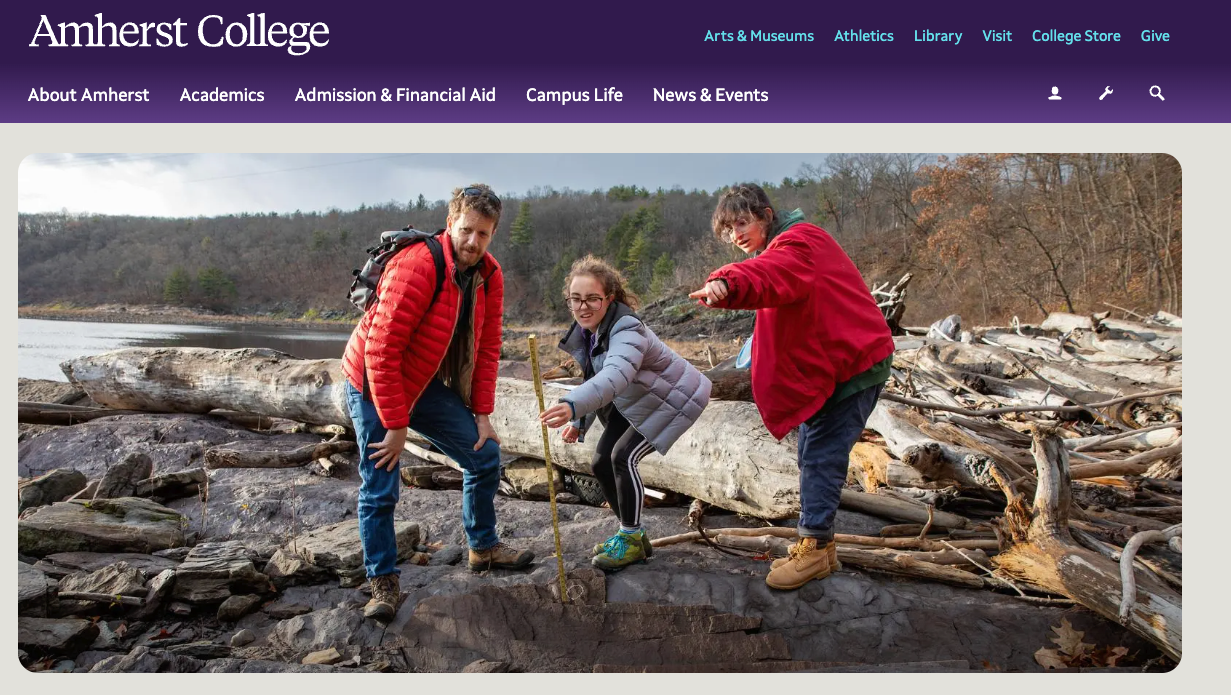 Amherst College
Arts & Museums Athletics Library Visit College Store Give
About Amherst Academics Admission & Financial Aid Campus Life News & Events